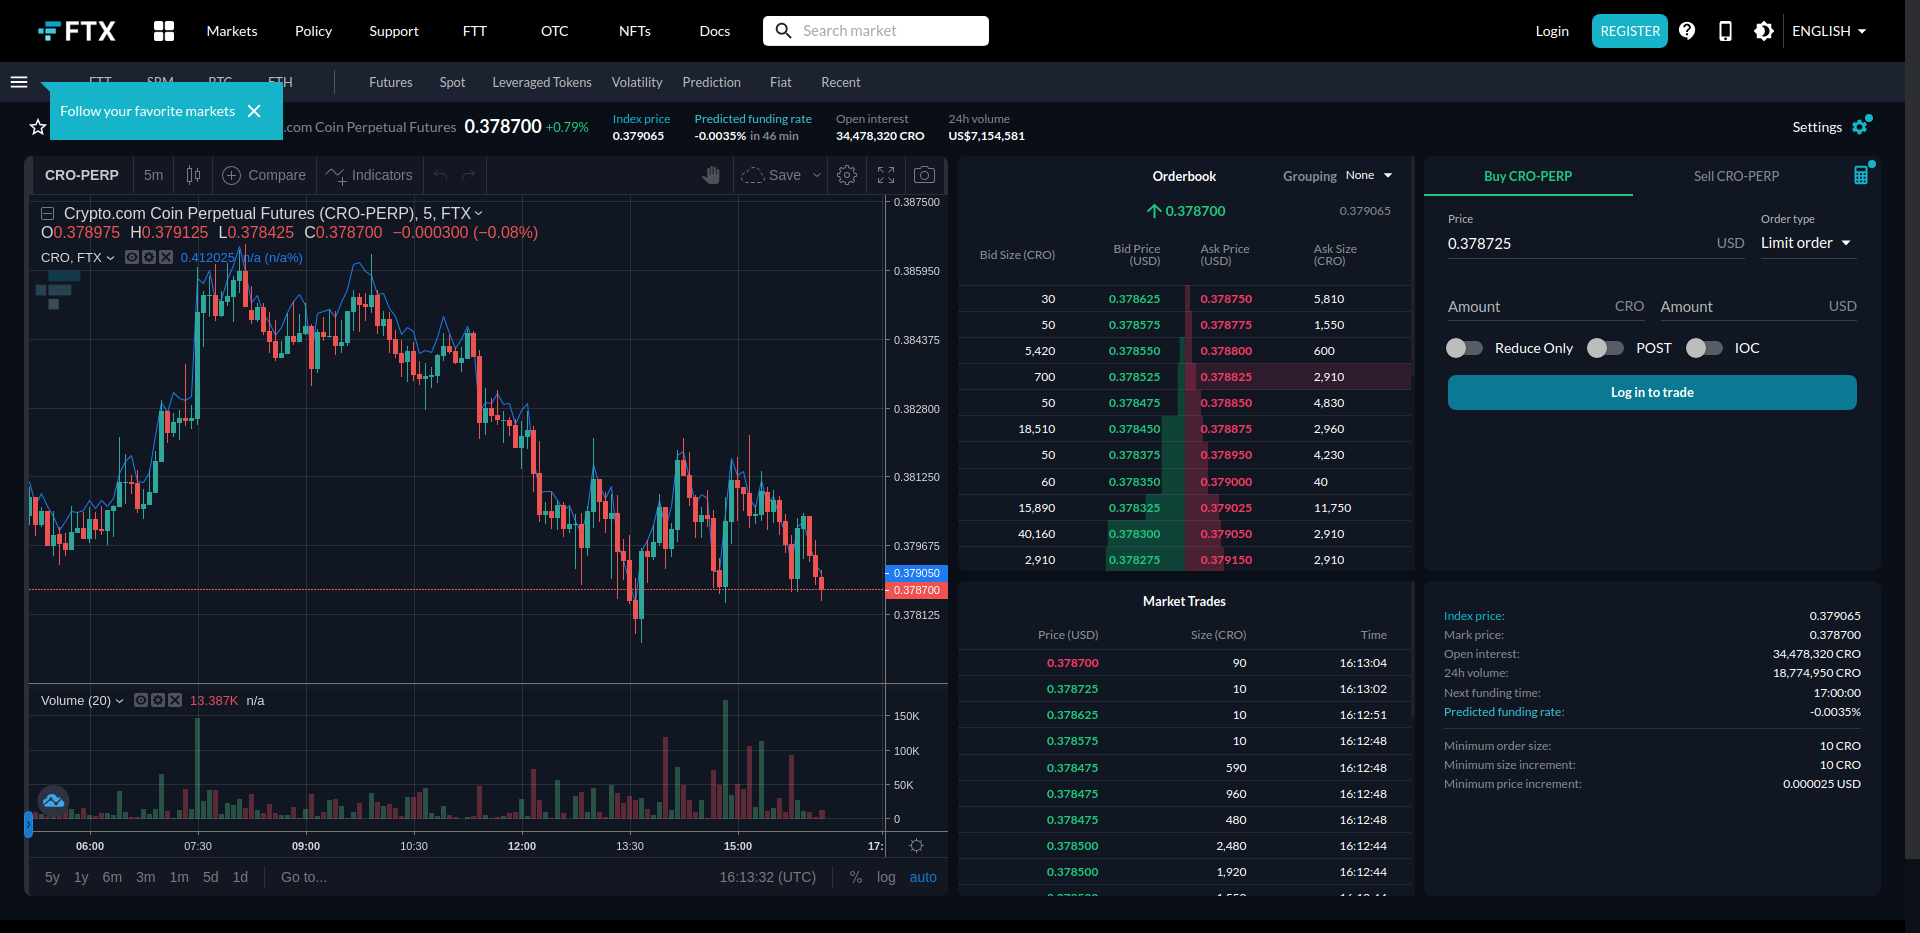 FTX
Markets
Policy
Support
FTT
OTC
NFTs
Docs
Search market
Login
REGISTER
ENGLISH
Futures
Spot
Leveraged Tokens
Volatility
Prediction
Fiat
Recent
Follow your favorite markets
.com Coin Perpetual Futures
0.378700 +0.79%
Index price
0.379065
Predicted funding rate
-0.0035% in 46 min
Open interest
34,478,320 CRO
24h volume
US$7,154,581
Settings
CRO-PERP
5m
Compare
Indicators
Save
Crypto.com Coin Perpetual Futures (CRO-PERP), 5, FTX
O0.378975 H0.379125 L0.378425 C0.378700 −0.000300 (−0.08%)
CRO, FTX
0.412025 n/a (n/a%)
0.387500
0.385950
0.384375
0.382800
0.381250
0.379675
0.379050
0.378700
0.378125
Volume (20)
13.387K n/a
150K
100K
50K
0
06:00
07:30
09:00
10:30
12:00
13:30
15:00
17:
5y 1y 6m 3m 1m 5d 1d
Go to...
16:13:32 (UTC)
% log auto
Orderbook
Grouping None
0.378700
0.379065
Bid Size (CRO)
Bid Price (USD)
Ask Price (USD)
Ask Size (CRO)
30 0.378625 0.378750 5,810
50 0.378575 0.378775 1,550
5,420 0.378550 0.378800 600
700 0.378525 0.378825 2,910
50 0.378475 0.378850 4,830
18,510 0.378450 0.378875 2,960
50 0.378375 0.378950 4,230
60 0.378350 0.379000 40
15,890 0.378325 0.379025 11,750
40,160 0.378300 0.379050 2,910
2,910 0.378275 0.379150 2,910
Market Trades
Price (USD) Size (CRO) Time
0.378700 90 16:13:04
0.378725 10 16:13:02
0.378625 10 16:12:51
0.378575 10 16:12:48
0.378475 590 16:12:48
0.378475 960 16:12:48
0.378475 480 16:12:48
0.378500 2,480 16:12:44
0.378500 1,920 16:12:44
Buy CRO-PERP
Sell CRO-PERP
Price
0.378725 USD
Order type
Limit order
Amount CRO
Amount USD
Reduce Only
POST
IOC
Log in to trade
Index price: 0.379065
Mark price: 0.378700
Open interest: 34,478,320 CRO
24h volume: 18,774,950 CRO
Next funding time: 17:00:00
Predicted funding rate: -0.0035%
Minimum order size: 10 CRO
Minimum size increment: 10 CRO
Minimum price increment: 0.000025 USD